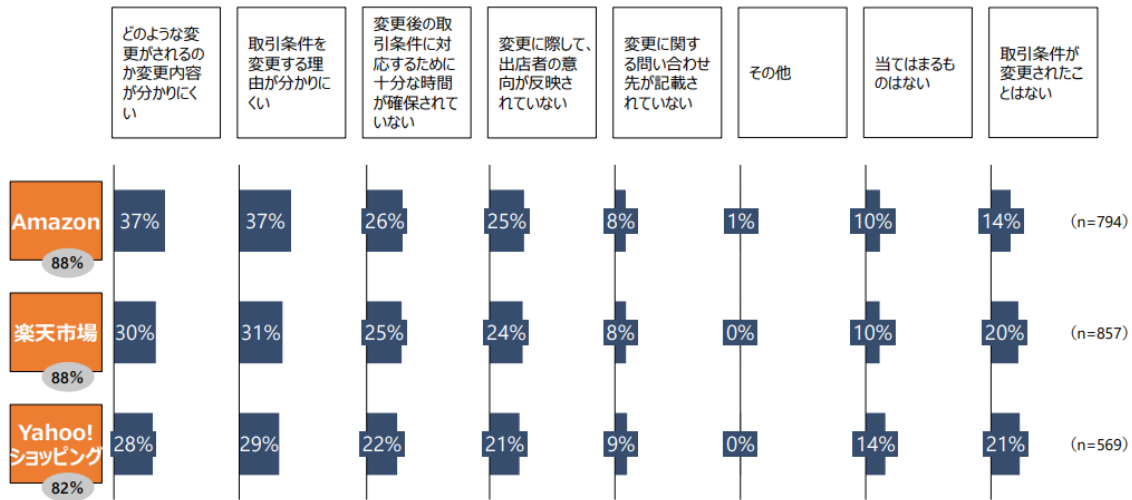 どのような変
更がされるの
か変更内容
が分かりにく
い
取引条件を
変更する理
由が分かりに
くい
変更後の取
引条件に対
応するために
十分な時間
が確保されて
いない
変更に際して、
出店者の意
向が反映さ
れていない
変更に関す
る問い合わせ
先が記載さ
れていない
その他
当てはまるも
のはない
取引条件が
変更されたこ
とはない
Amazon
88%
37%
37%
26%
25%
8%
1%
10%
14%
（n=794）
楽天市場
88%
30%
31%
25%
24%
8%
0%
10%
20%
（n=857）
Yahoo!
ショッピング
82%
28%
29%
22%
21%
9%
0%
14%
21%
（n=569）